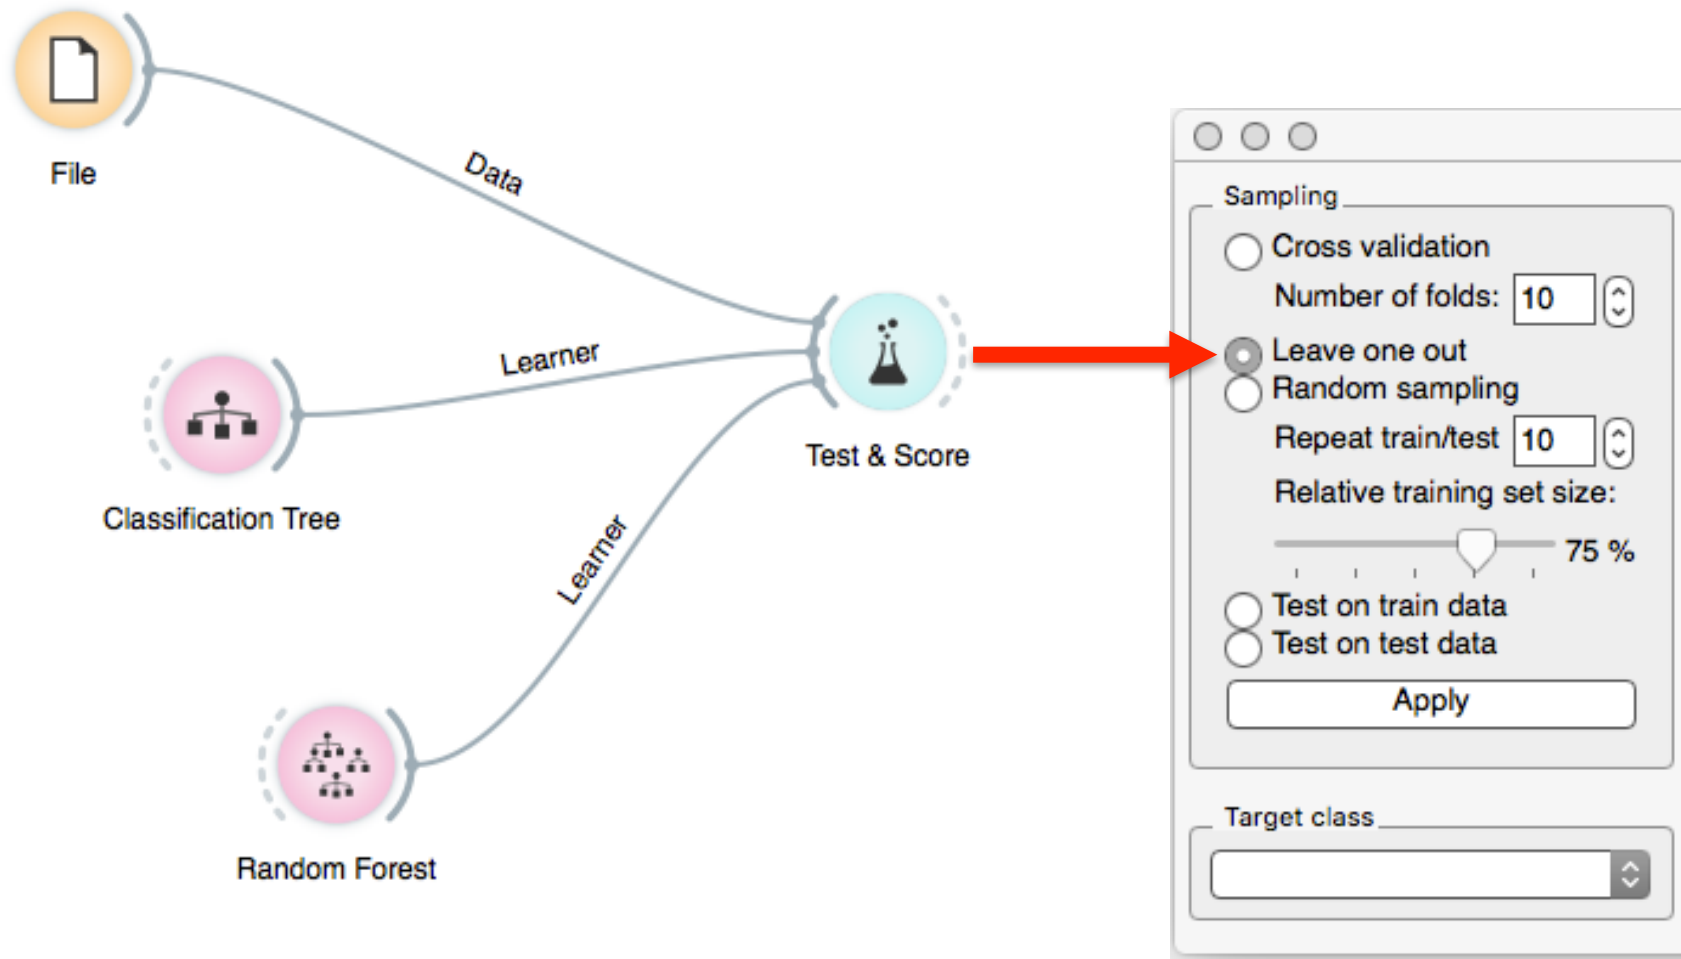 File
Data
Learner
Classification Tree
Learner
Random Forest
Test & Score
Sampling
Cross validation
Number of folds: 10
Leave one out
Random sampling
Repeat train/test 10
Relative training set size:
75 %
Test on train data
Test on test data
Apply
Target class